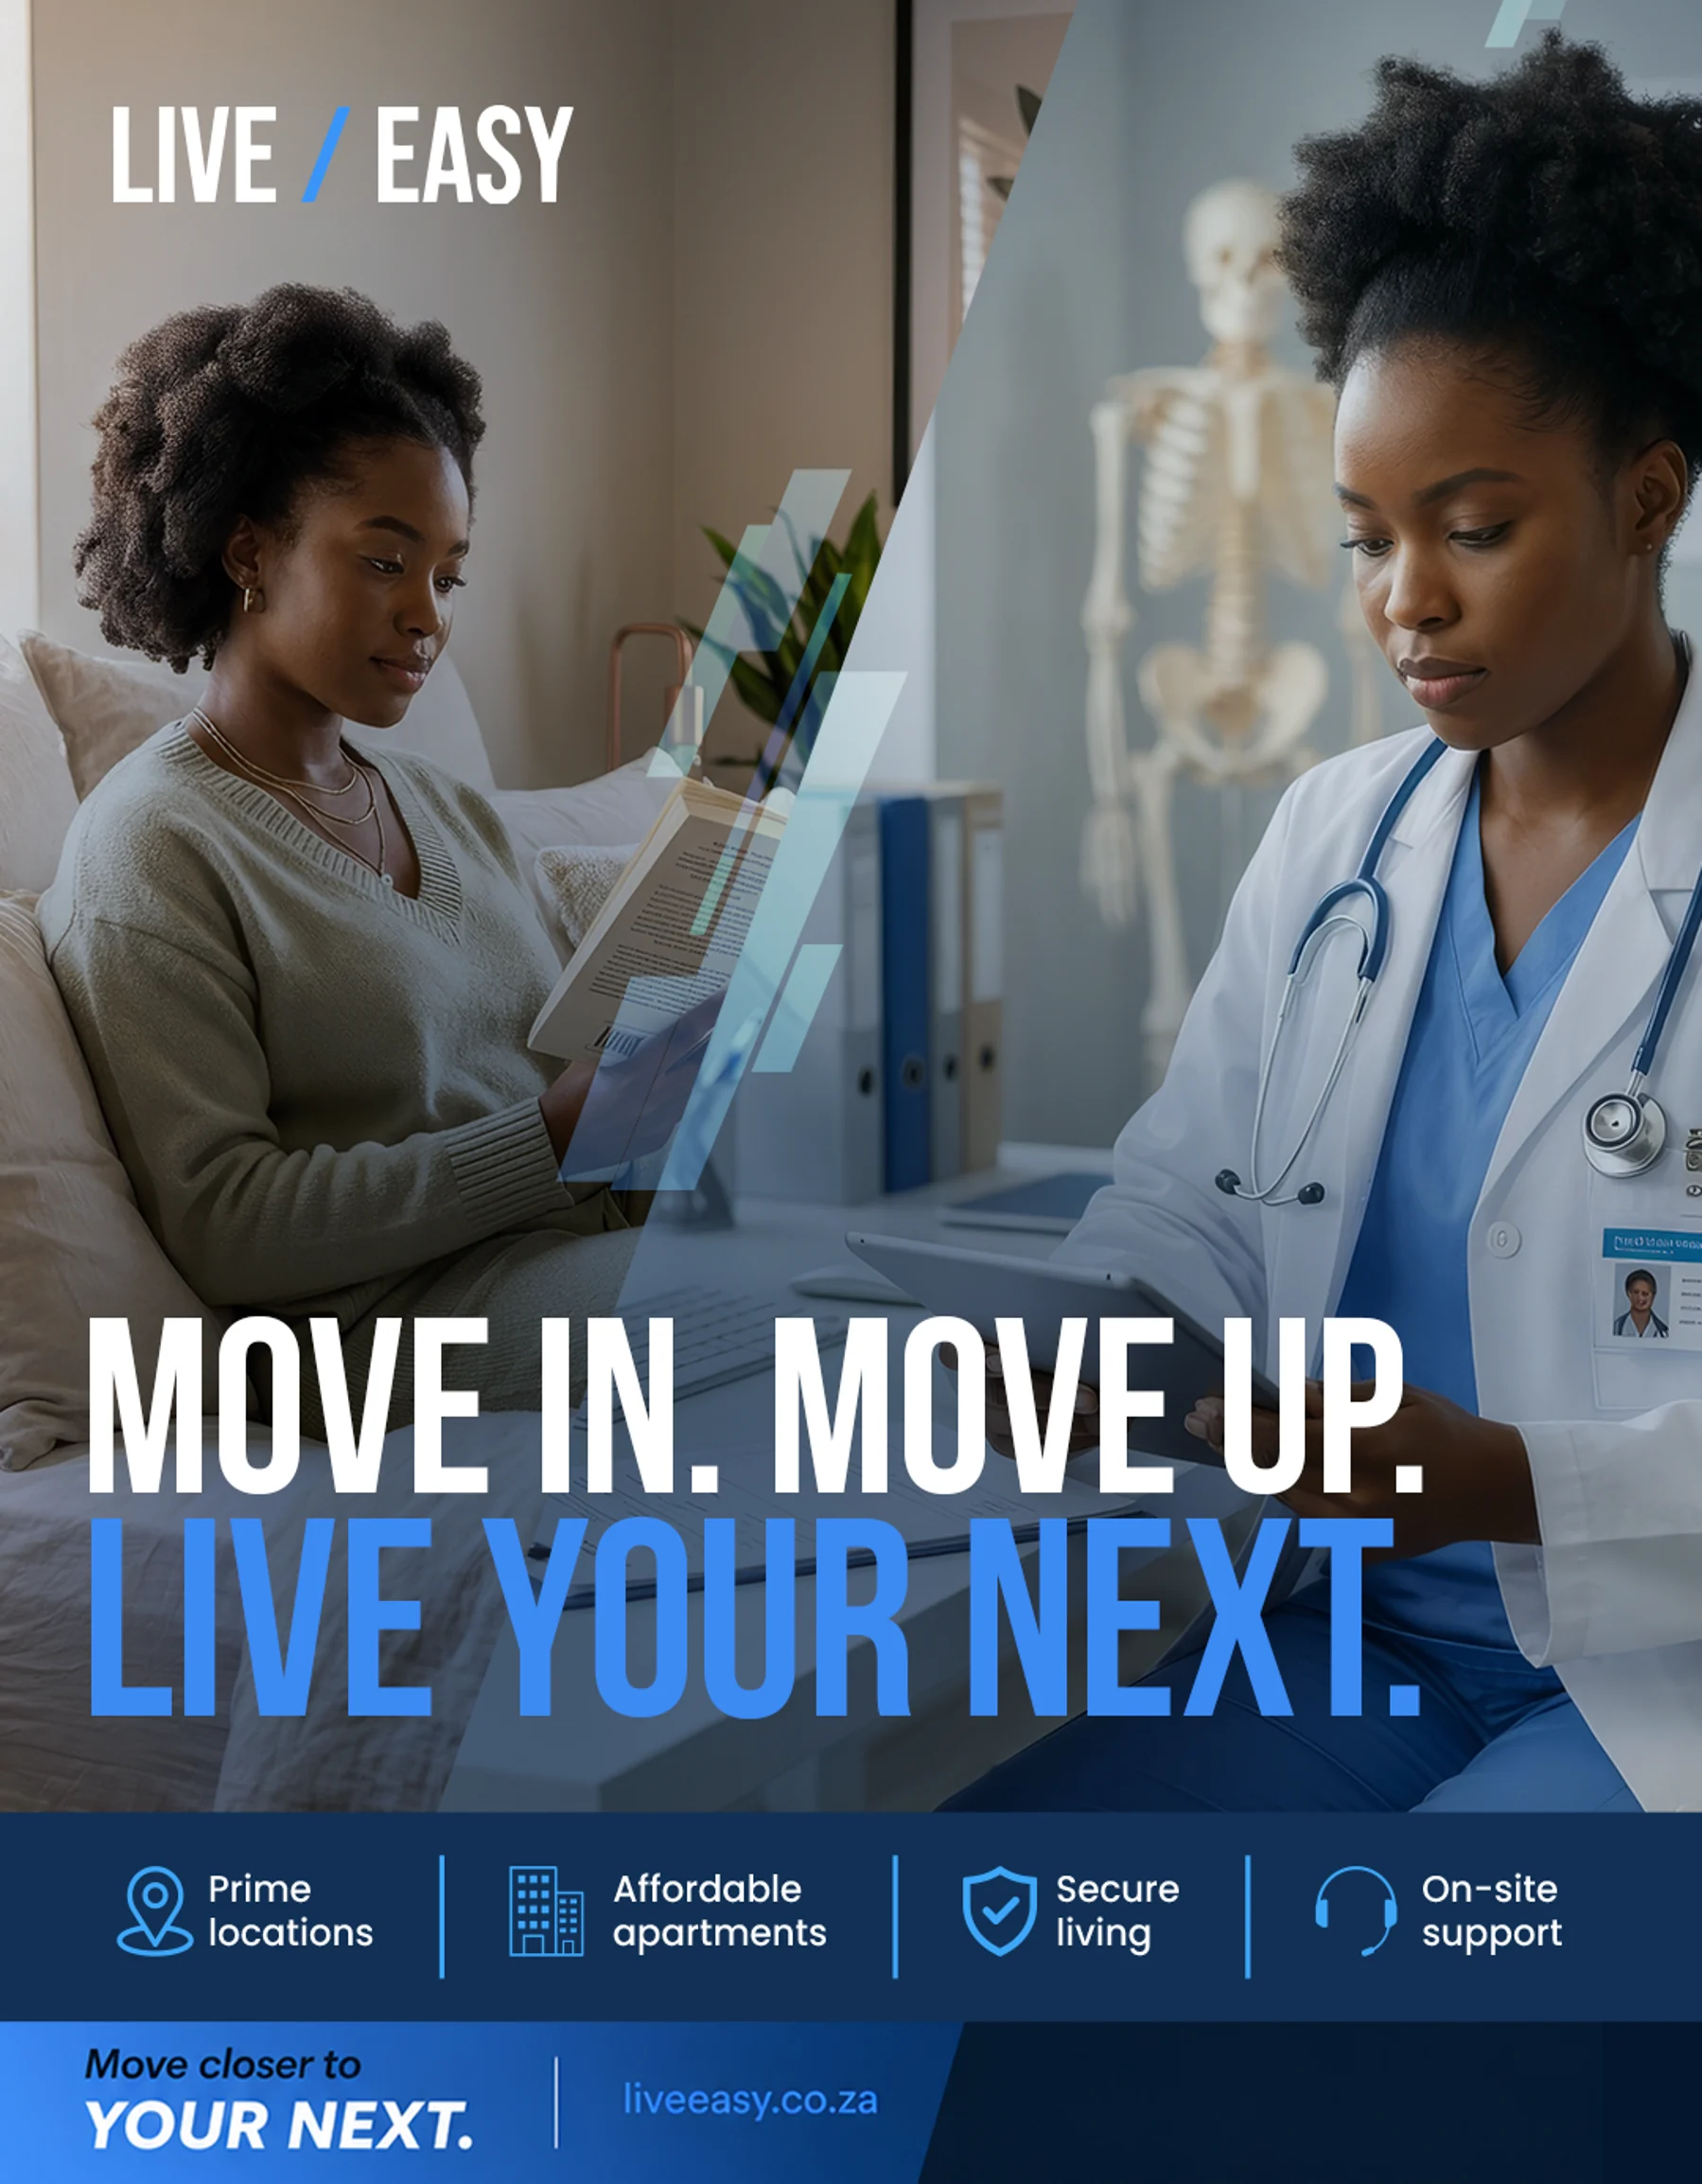 LIVE / EASY
MOVE IN. MOVE UP.
LIVE YOUR NEXT.
Prime
locations
Affordable
apartments
Secure
living
On-site
support
Move closer to
YOUR NEXT.
liveeasy.co.za